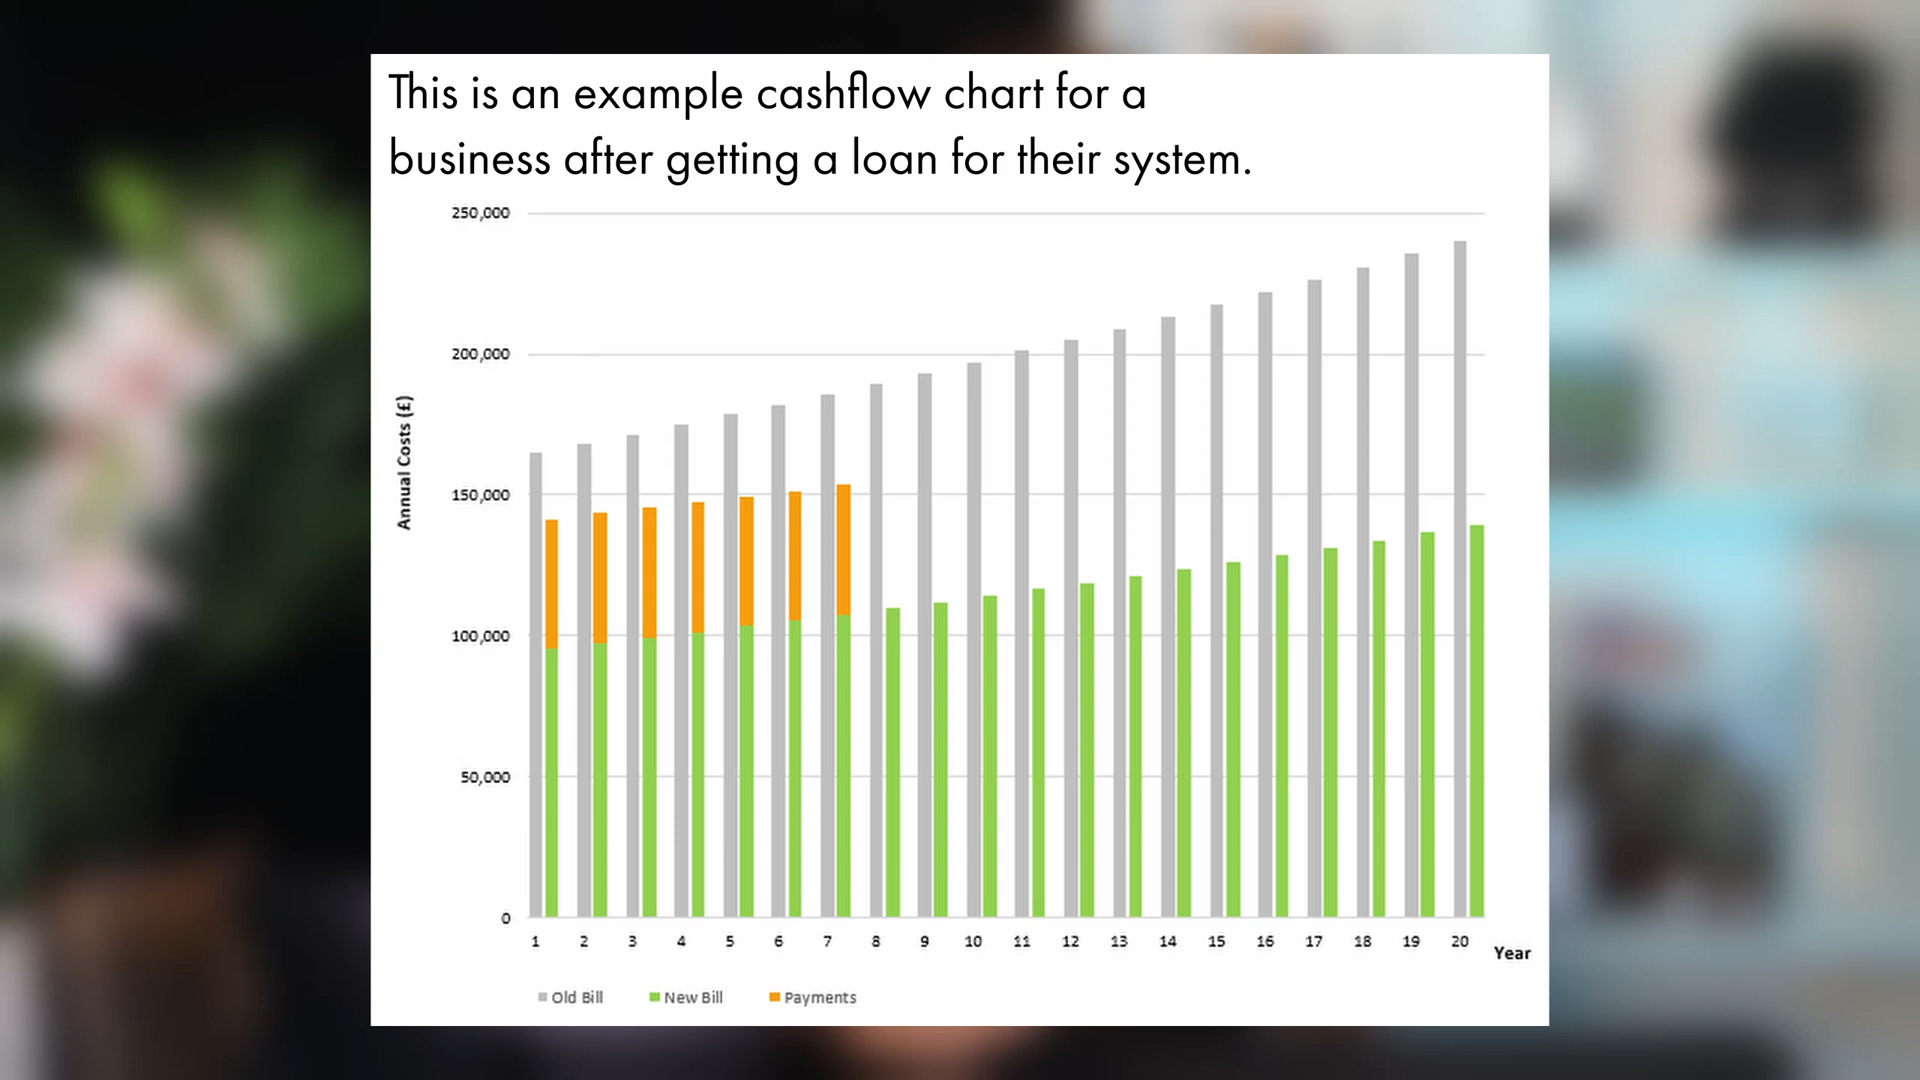 This is an example cashflow chart for a
business after getting a loan for their system.
250,000
200,000
150,000
100,000
50,000
0
Annual Costs (£)
1 2 3 4 5 6 7 8 9 10 11 12 13 14 15 16 17 18 19 20
Year
Old Bill New Bill Payments